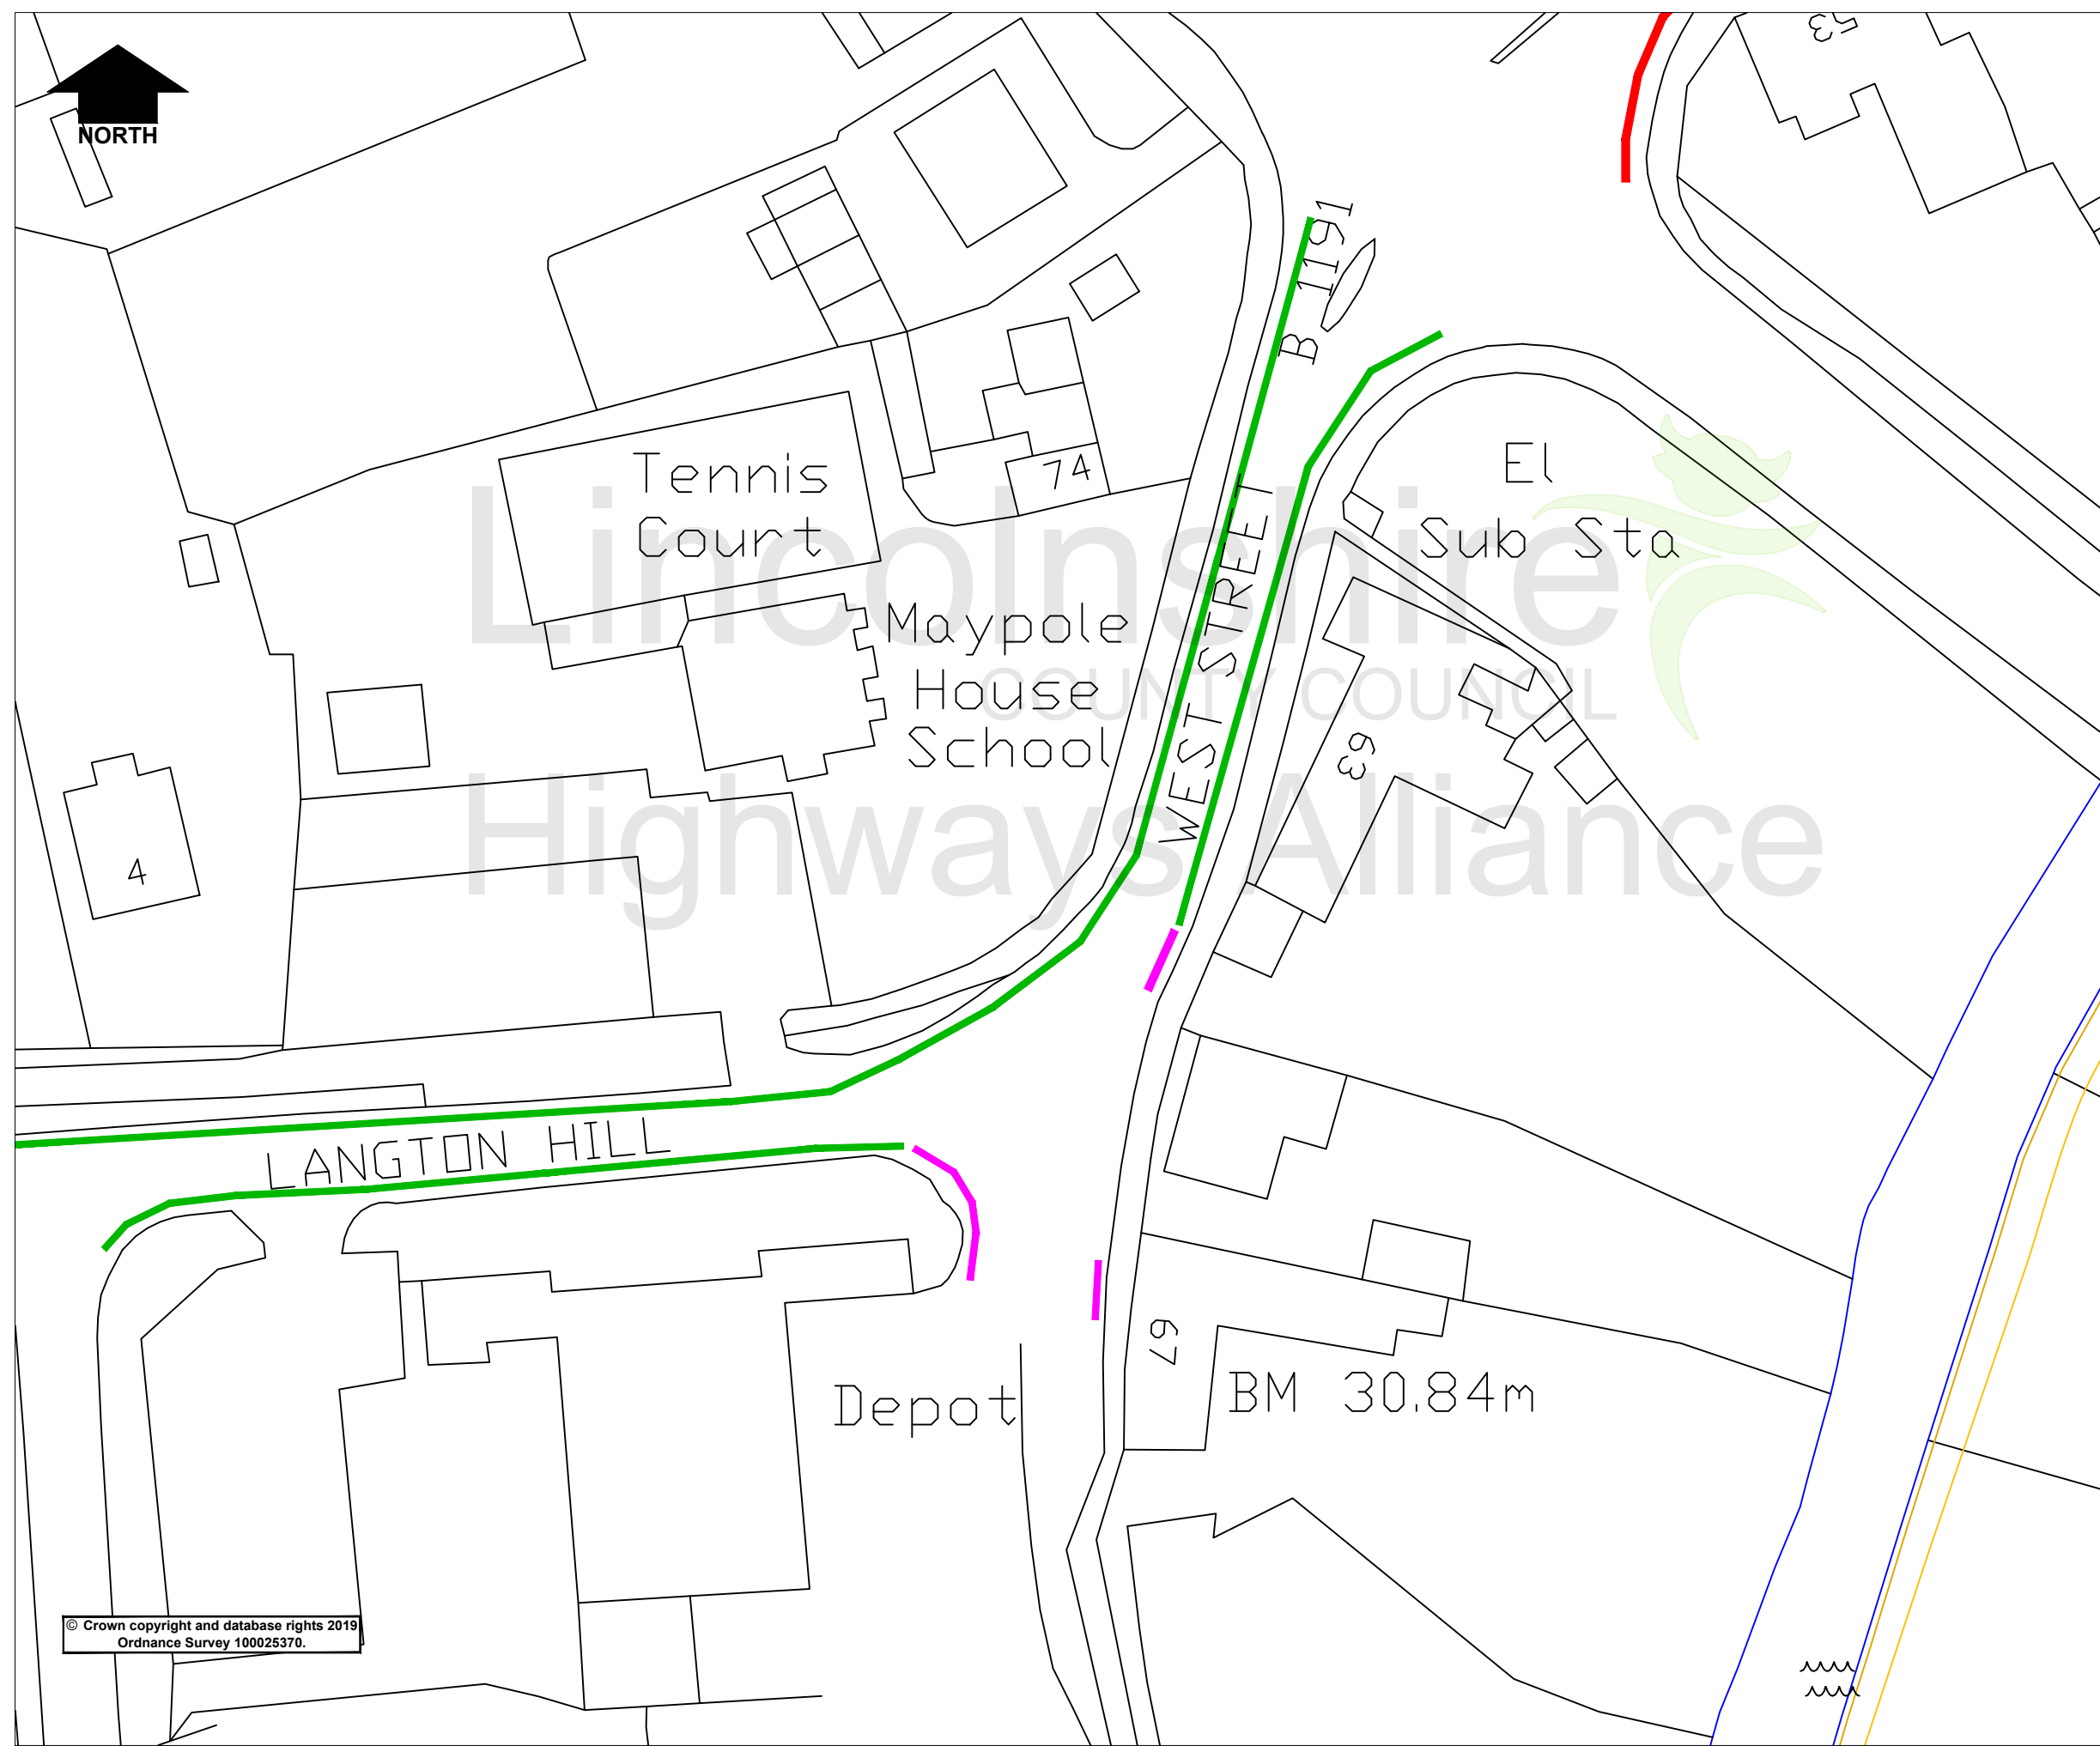 NORTH
B 1191
Tennis
Court
74
El
Sub Sta
Lincolnshire
COUNTY COUNCIL
Highways Alliance
Maypole
House
School
WEST STREET
63
4
LANGTON HILL
67
Depot
BM 30.84m
© Crown copyright and database rights 2019
Ordnance Survey 100025370.